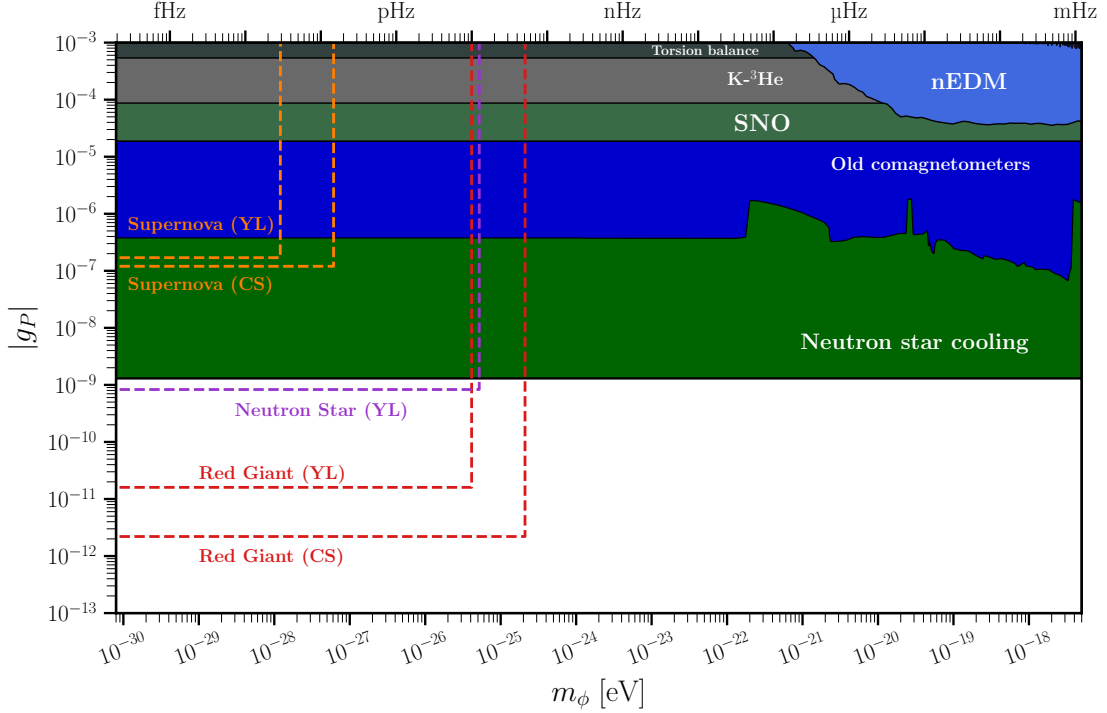 fHz pHz nHz µHz mHz
10⁻³
10⁻⁴
10⁻⁵
10⁻⁶
10⁻⁷
10⁻⁸
10⁻⁹
10⁻¹⁰
10⁻¹¹
10⁻¹²
10⁻¹³
|g_P|
Torsion balance
K-³He
nEDM
SNO
Old comagnetometers
Supernova (YL)
Supernova (CS)
Neutron star cooling
Neutron Star (YL)
Red Giant (YL)
Red Giant (CS)
10⁻³⁰ 10⁻²⁹ 10⁻²⁸ 10⁻²⁷ 10⁻²⁶ 10⁻²⁵ 10⁻²⁴ 10⁻²³ 10⁻²² 10⁻²¹ 10⁻²⁰ 10⁻¹⁹ 10⁻¹⁸
m_ϕ [eV]